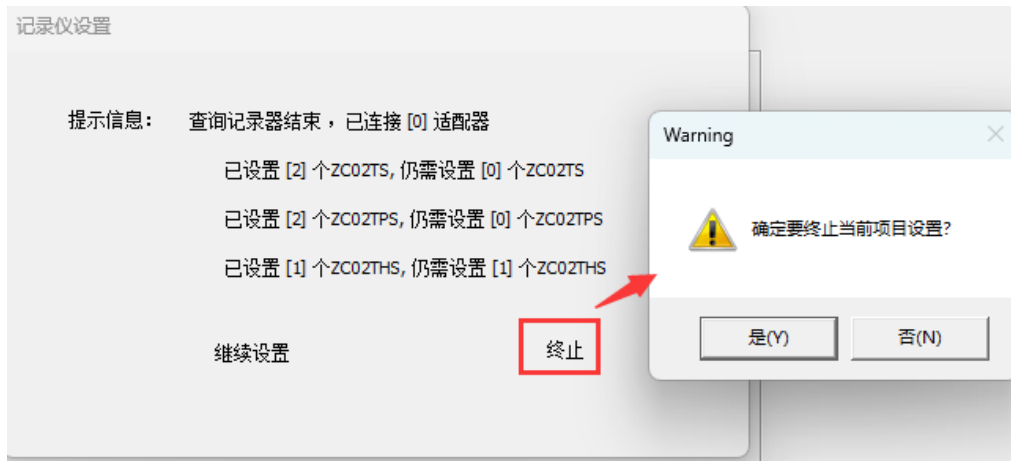 记录仪设置
提示信息： 查询记录器结束，已连接 [0] 适配器
已设置 [2] 个ZC02TS, 仍需设置 [0] 个ZC02TS
已设置 [2] 个ZC02TPS, 仍需设置 [0] 个ZC02TPS
已设置 [1] 个ZC02THS, 仍需设置 [1] 个ZC02THS
继续设置 终止
Warning
确定要终止当前项目设置?
是(Y) 否(N)